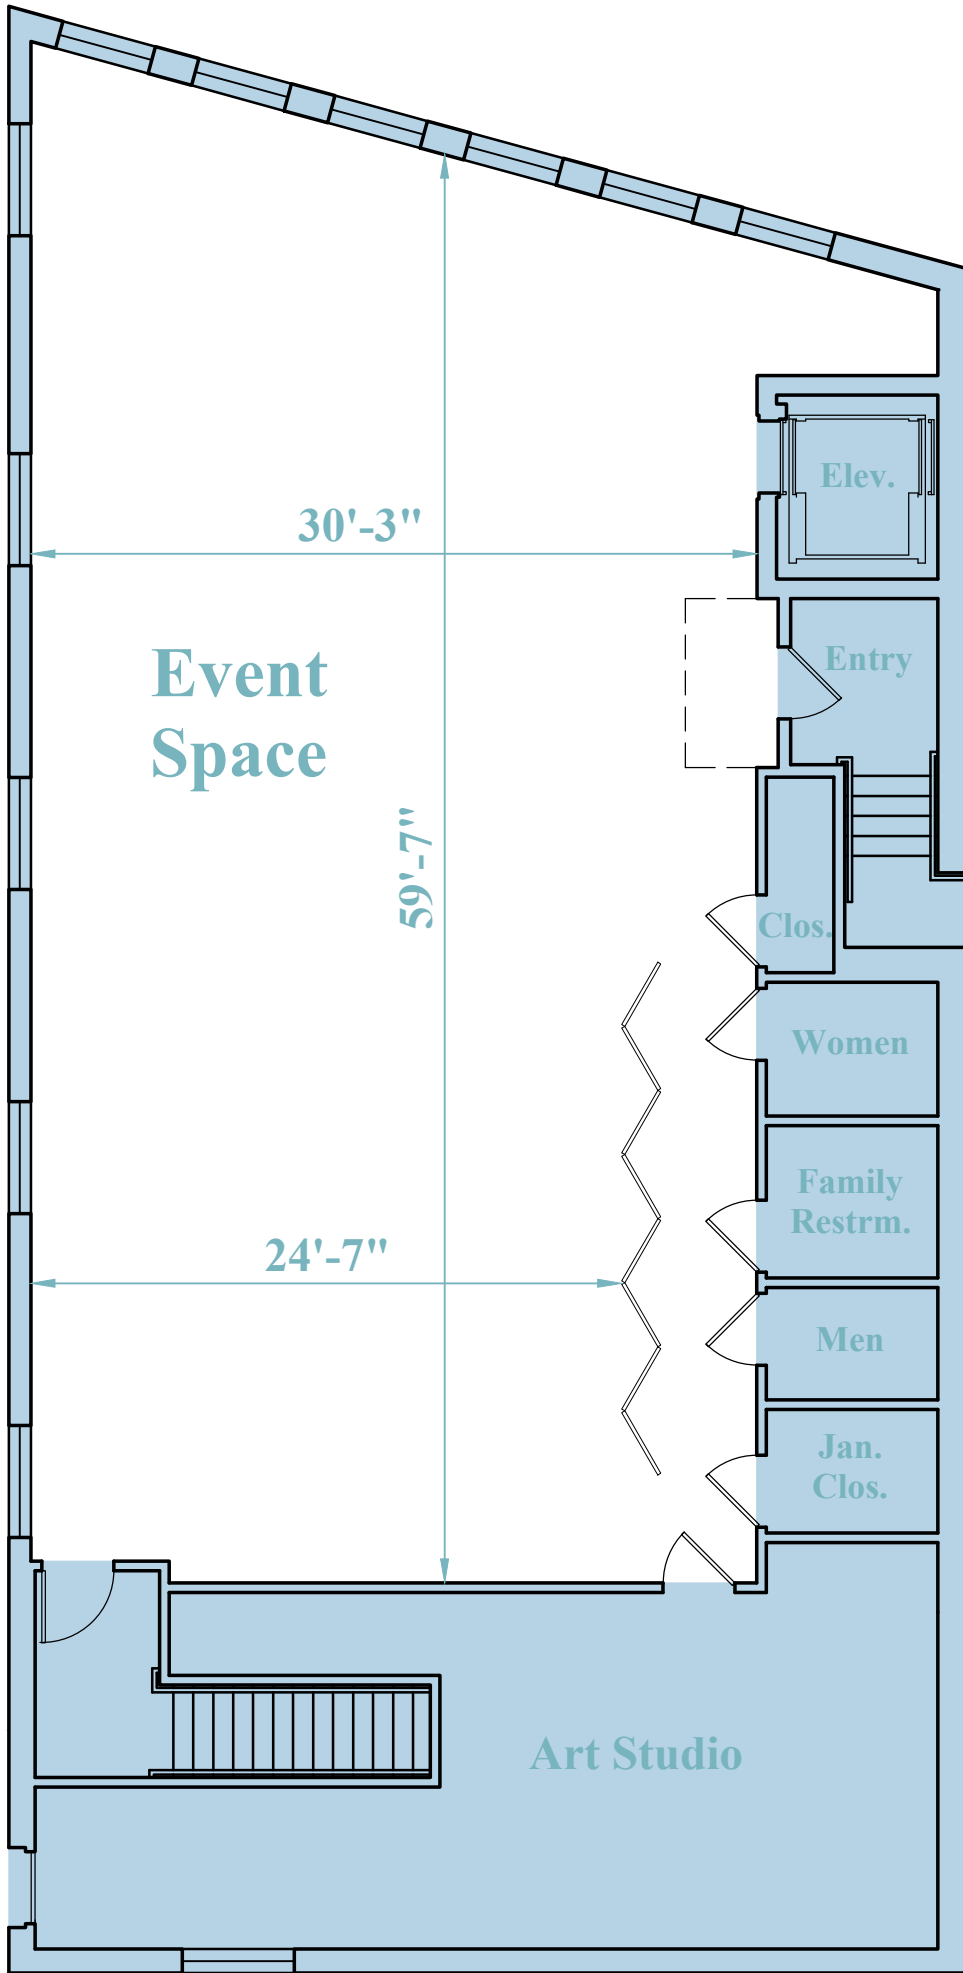 Elev.
30'-3"
Event
Space
Entry
59'-7"
Clos.
Women
Family
Restrm.
24'-7"
Men
Jan.
Clos.
Art Studio